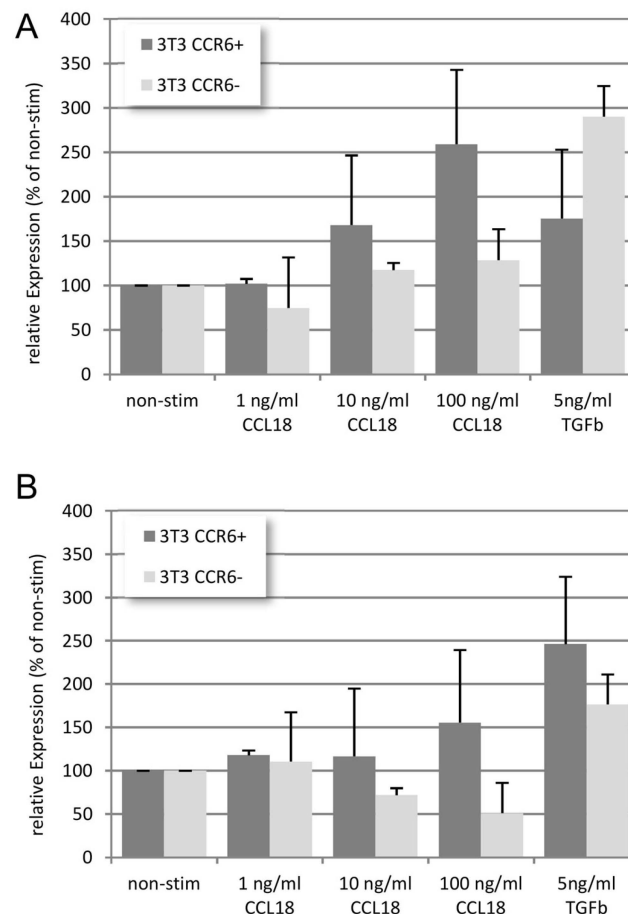 A
relative Expression (% of non-stim)
400
350
300
250
200
150
100
50
0
3T3 CCR6+
3T3 CCR6-
non-stim
1 ng/ml
CCL18
10 ng/ml
CCL18
100 ng/ml
CCL18
5ng/ml
TGFb
B
relative Expression (% of non-stim)
400
350
300
250
200
150
100
50
0
3T3 CCR6+
3T3 CCR6-
non-stim
1 ng/ml
CCL18
10 ng/ml
CCL18
100 ng/ml
CCL18
5ng/ml
TGFb